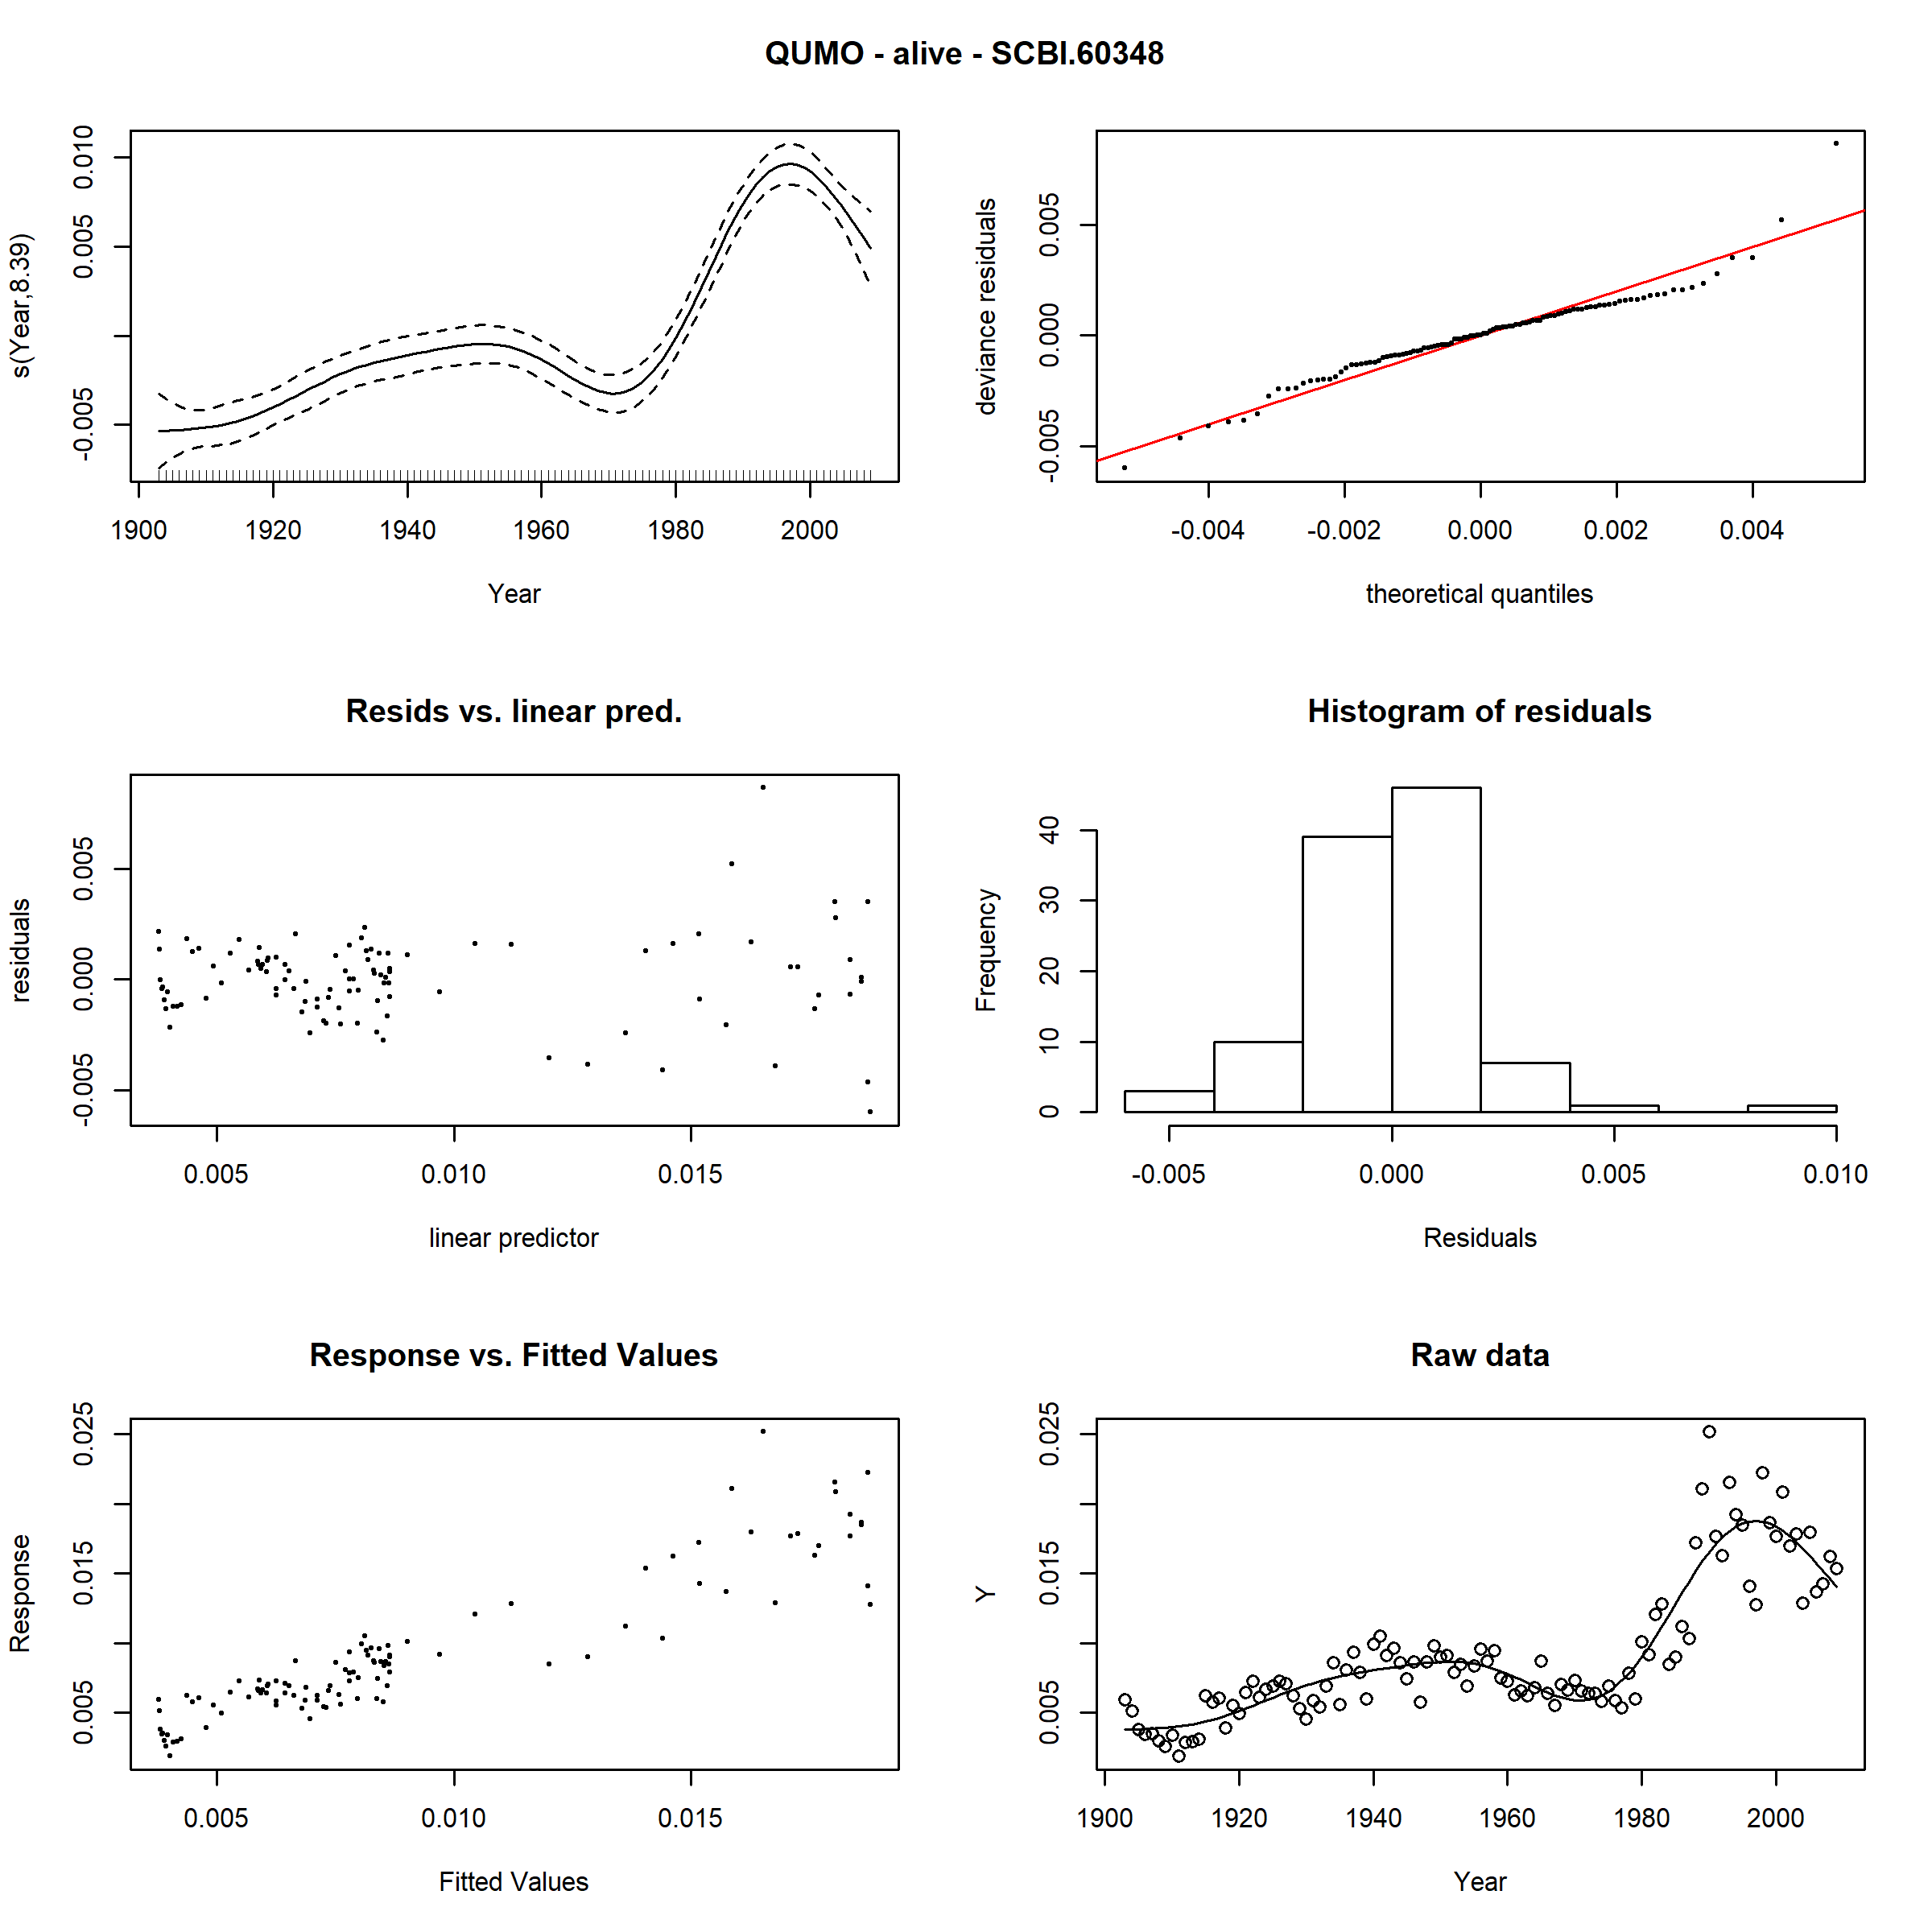 QUMO - alive - SCBI.60348
s(Year,8.39)
-0.005 0.005 0.010
1900 1920 1940 1960 1980 2000
Year
deviance residuals
-0.005 0.000 0.005
-0.004 -0.002 0.000 0.002 0.004
theoretical quantiles
Resids vs. linear pred.
residuals
-0.005 0.000 0.005
0.005 0.010 0.015
linear predictor
Histogram of residuals
Frequency
0 10 20 30 40
-0.005 0.000 0.005 0.010
Residuals
Response vs. Fitted Values
Response
0.005 0.015 0.025
0.005 0.010 0.015
Fitted Values
Raw data
Y
0.005 0.015 0.025
1900 1920 1940 1960 1980 2000
Year